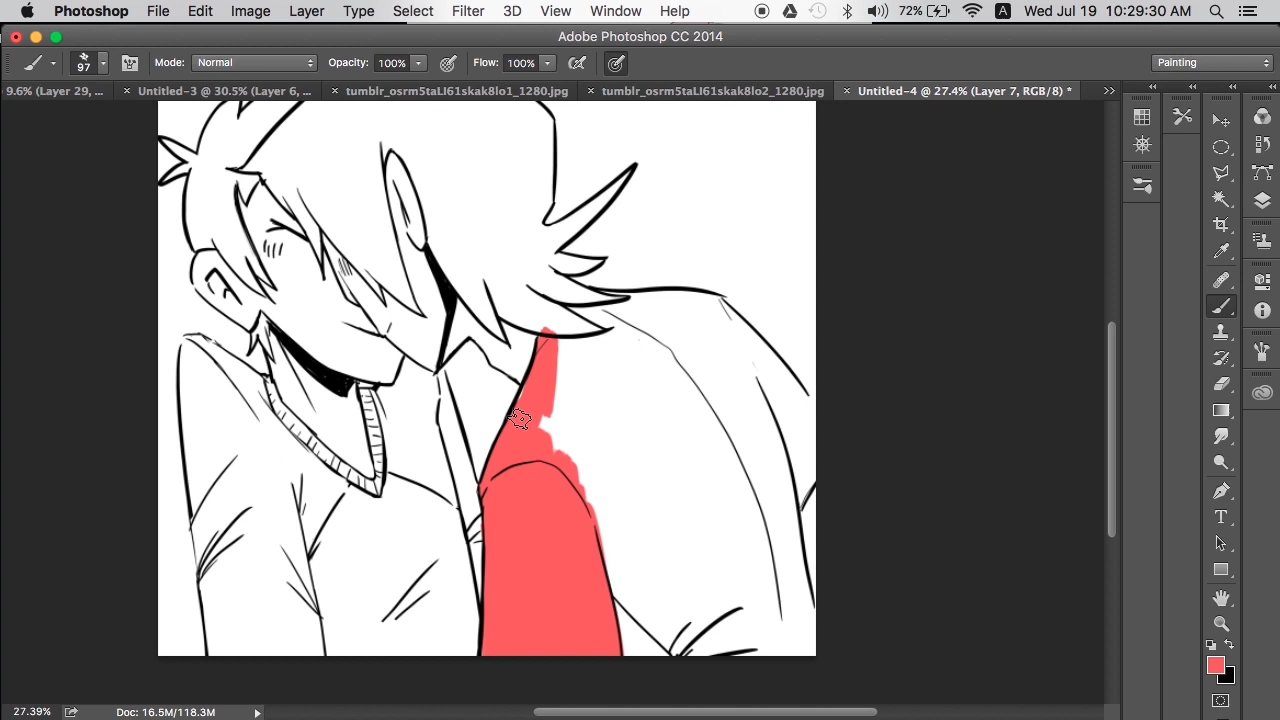 Photoshop File Edit Image Layer Type Select Filter 3D View Window Help 72% A Wed Jul 19 10:29:30 AM
Adobe Photoshop CC 2014
97 Mode: Normal Opacity: 100% Flow: 100% Painting
9.6% (Layer 29, ... × Untitled-3 @ 30.5% (Layer 6, ... × tumblr_osrm5taLI61skak8lo1_1280.jpg × tumblr_osrm5taLI61skak8lo2_1280.jpg × Untitled-4 @ 27.4% (Layer 7, RGB/8) *
T
27.39% Doc: 16.5M/118.3M